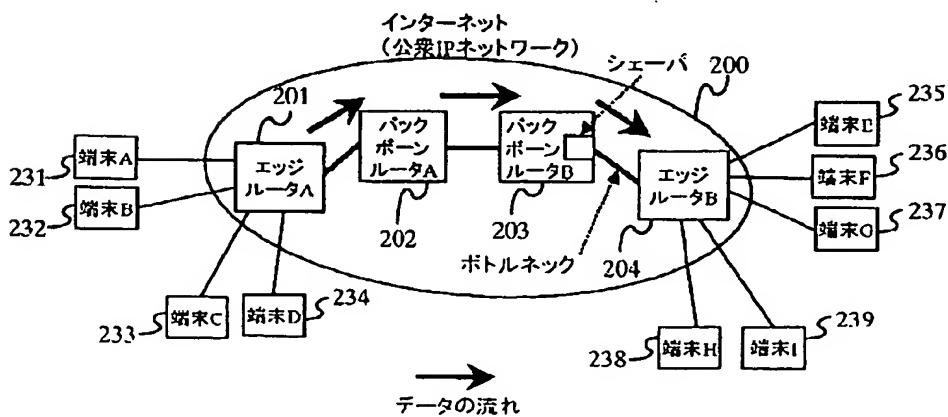 インターネット
(公衆IPネットワーク)
シェーパ
200
201
235
バック
ボーン
ルータA
バック
ボーン
ルータB
端末E
231
端末A
エッジ
ルータA
236
端末F
エッジ
ルータB
232
端末B
202
203
237
端末G
ボトルネック
204
233
端末C
端末D
234
238
端末H
端末I
239
データの流れ